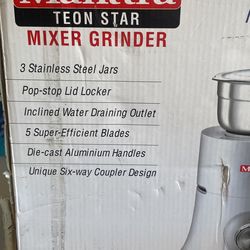 TEON STAR
MIXER GRINDER
3 Stainless Steel Jars
Pop-stop Lid Locker
Inclined Water Draining Outlet
5 Super-Efficient Blades
Die-cast Aluminium Handles
Unique Six-way Coupler Design